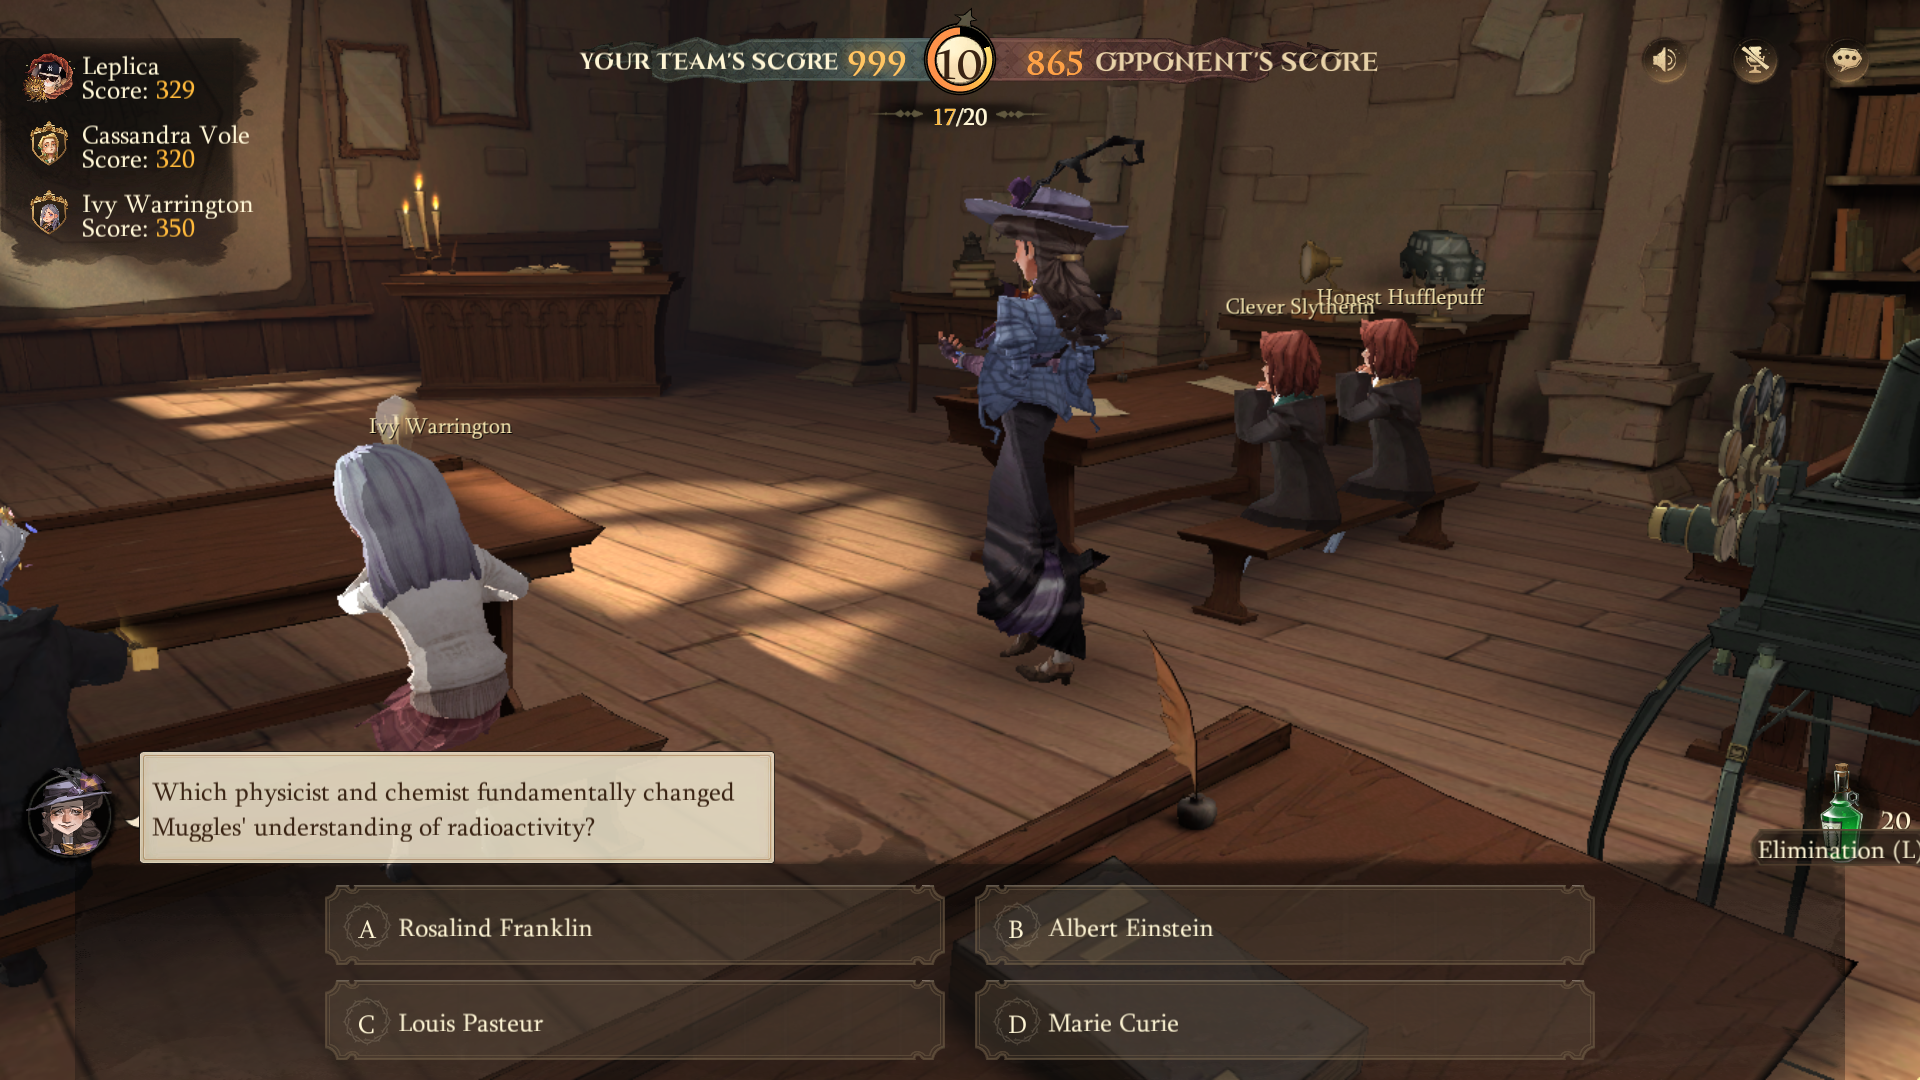 Leplica
Score: 329
Cassandra Vole
Score: 320
Ivy Warrington
Score: 350
YOUR TEAM'S SCORE 999
10
865 OPPONENT'S SCORE
17/20
Clever Slytherin
Honest Hufflepuff
Ivy Warrington
Which physicist and chemist fundamentally changed
Muggles' understanding of radioactivity?
20
Elimination (L)
A Rosalind Franklin
B Albert Einstein
C Louis Pasteur
D Marie Curie